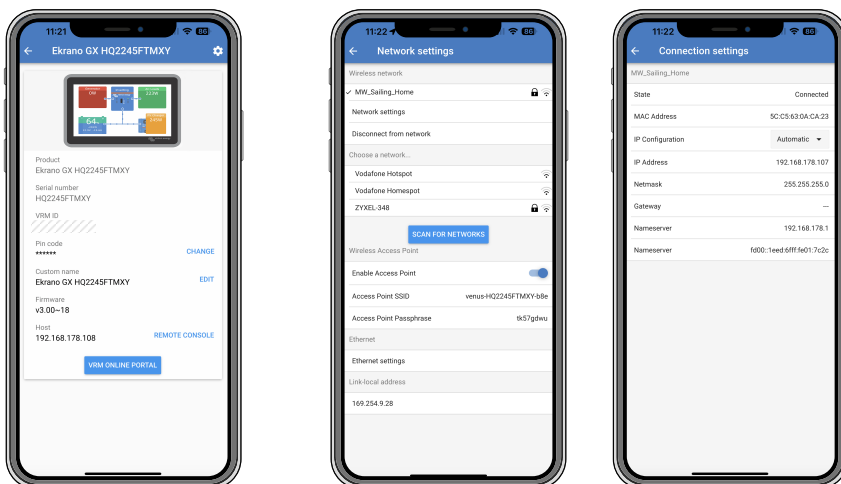 11:21
86
Ekrano GX HQ2245FTMXY
0W
223W
64
Product
Ekrano GX HQ2245FTMXY
Serial number
HQ2245FTMXY
VRM ID
Pin code
******
CHANGE
Custom name
Ekrano GX HQ2245FTMXY
EDIT
Firmware
v3.00~18
Host
192.168.178.108
REMOTE CONSOLE
VRM ONLINE PORTAL
11:22
86
Network settings
Wireless network
MW_Sailing_Home
Network settings
Disconnect from network
Choose a network...
Vodafone Hotspot
Vodafone Homespot
ZYXEL-348
SCAN FOR NETWORKS
Wireless Access Point
Enable Access Point
Access Point SSID venus-HQ2245FTMXY-b8e
Access Point Passphrase tk57gdwu
Ethernet
Ethernet settings
Link-local address
169.254.9.28
11:22
86
Connection settings
MW_Sailing_Home
State Connected
MAC Address 5C:C5:63:0A:CA:23
IP Configuration Automatic
IP Address 192.168.178.107
Netmask 255.255.255.0
Gateway —
Nameserver 192.168.178.1
Nameserver fd00::1eed:6fff:fe01:7c2c